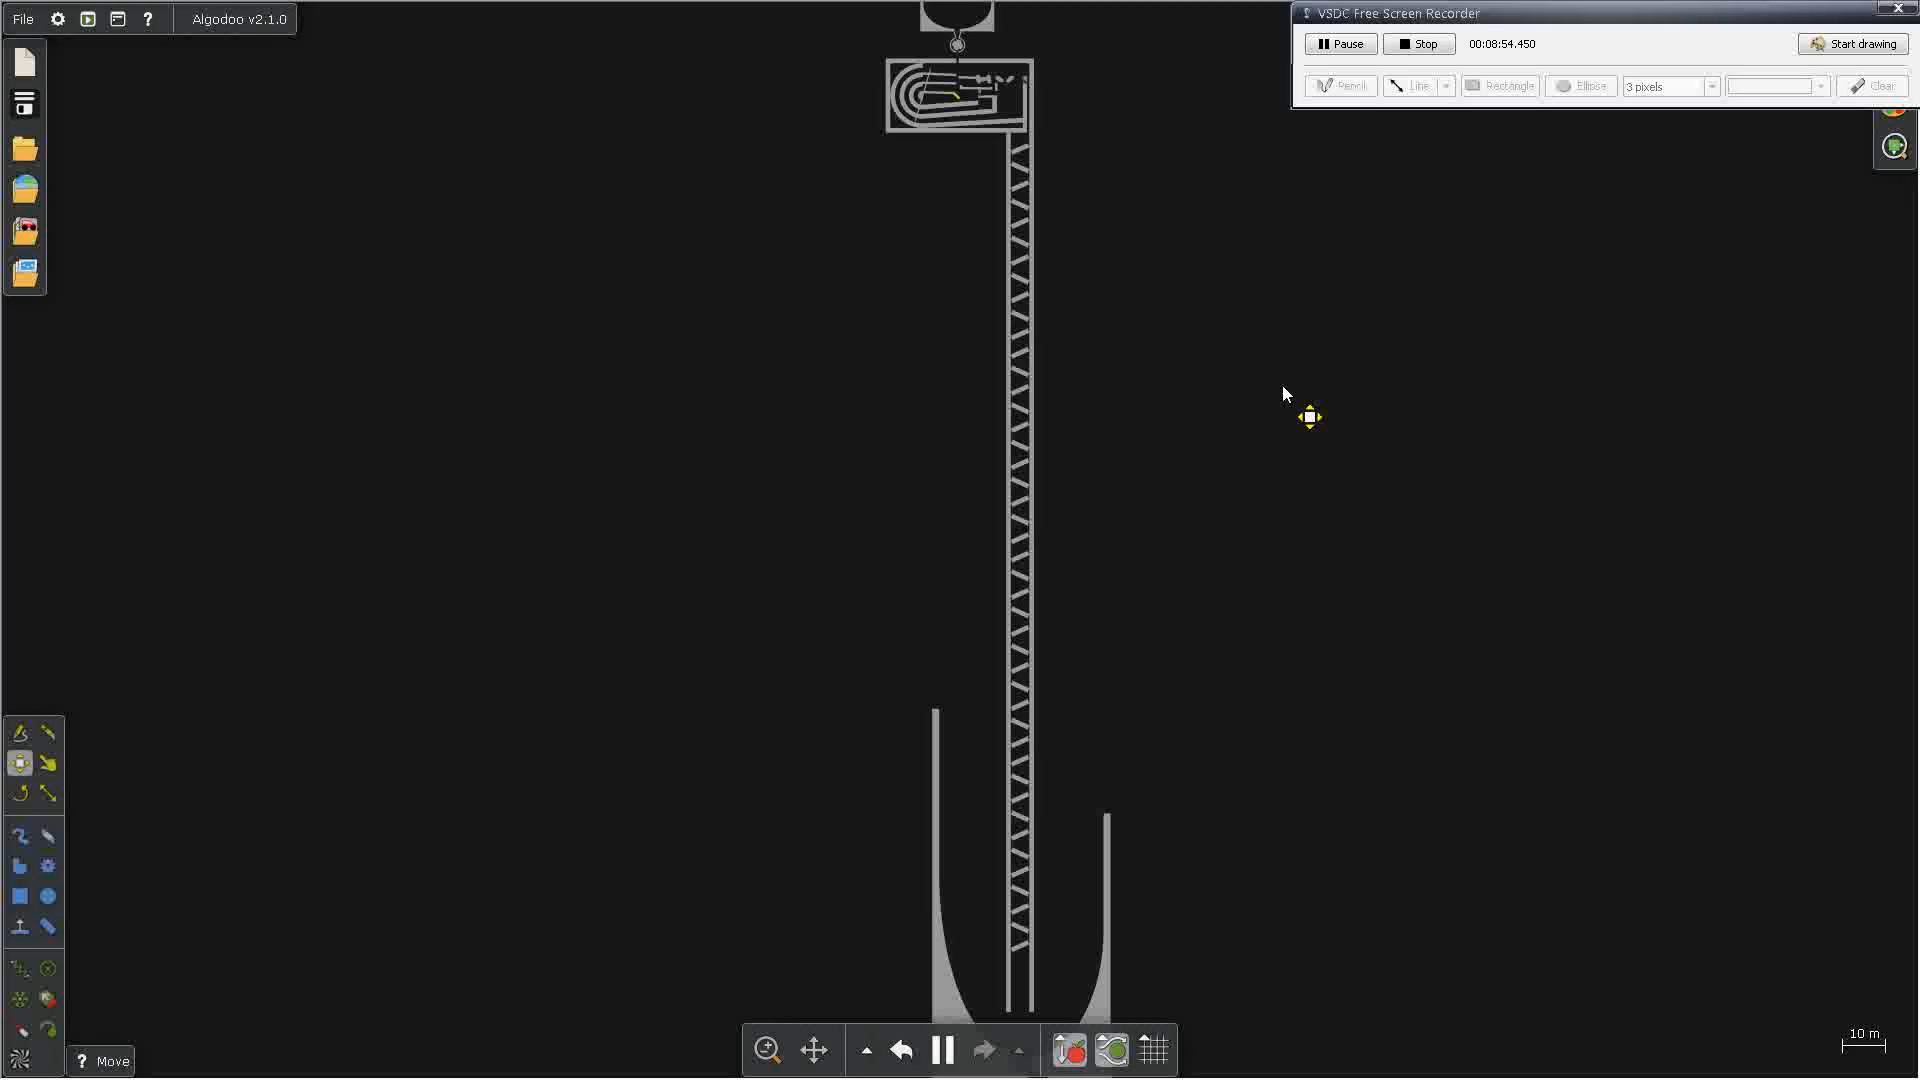 File
?
Algodoo v2.1.0
VSDC Free Screen Recorder
Pause
Stop
00:08:54.450
Start drawing
Pencil
Line
Rectangle
Ellipse
3 pixels
Clear
? Move
10 m